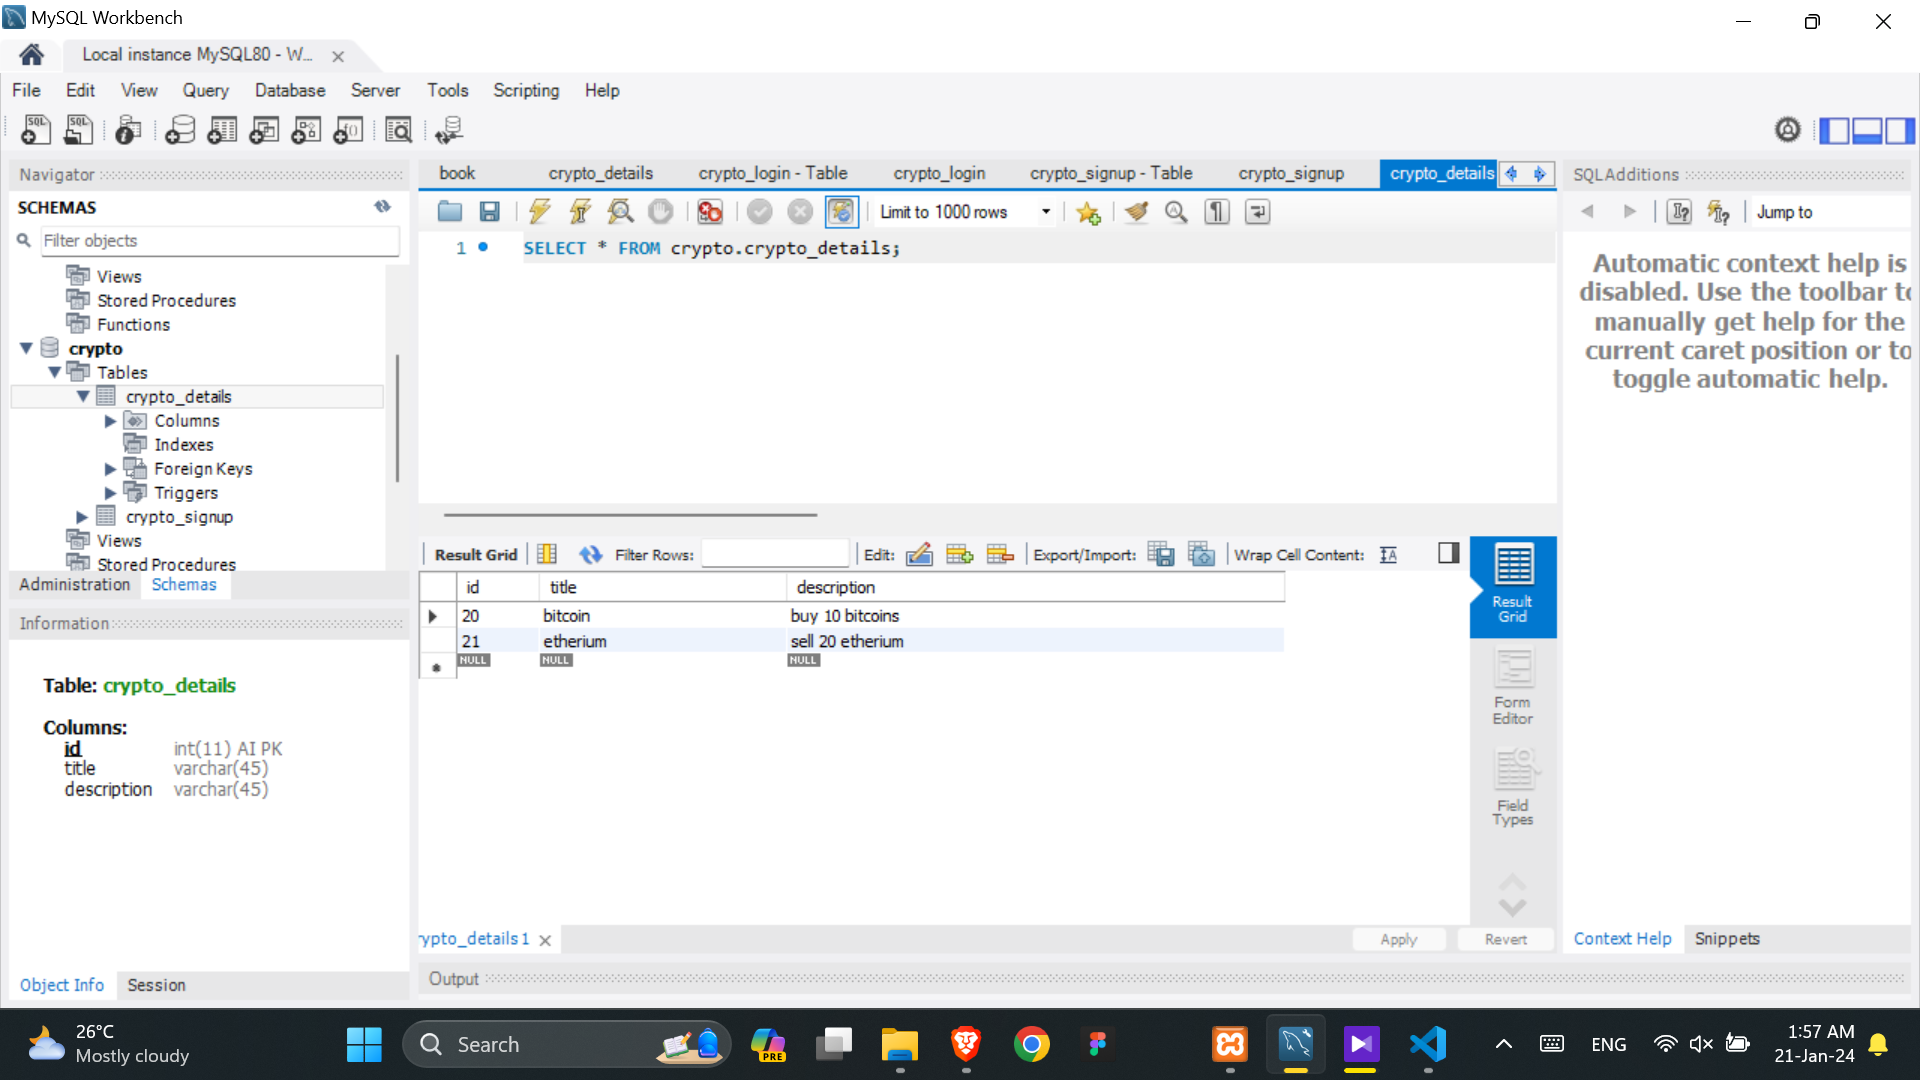 MySQL Workbench
Local instance MySQL80 - W...
File Edit View Query Database Server Tools Scripting Help
Navigator
SCHEMAS
Filter objects
Views
Stored Procedures
Functions
crypto
Tables
crypto_details
Columns
Indexes
Foreign Keys
Triggers
crypto_signup
Views
Stored Procedures
Administration Schemas
Information
Table: crypto_details
Columns:
id int(11) AI PK
title varchar(45)
description varchar(45)
Object Info Session
book crypto_details crypto_login - Table crypto_login crypto_signup - Table crypto_signup crypto_details
Limit to 1000 rows
1 SELECT * FROM crypto.crypto_details;
Result Grid Filter Rows: Edit: Export/Import: Wrap Cell Content:
id title description
20 bitcoin buy 10 bitcoins
21 etherium sell 20 etherium
NULL NULL NULL
Result
Grid
Form
Editor
Field
Types
rypto_details 1 Apply Revert
Output
SQLAdditions
Jump to
Automatic context help is
disabled. Use the toolbar to
manually get help for the
current caret position or to
toggle automatic help.
Context Help Snippets
26°C
Mostly cloudy
Search
PRE
ENG
1:57 AM
21-Jan-24